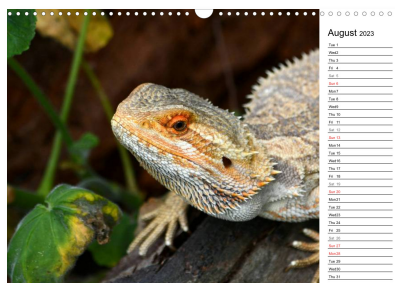 August 2023
Tue 1
Wed 2
Thu 3
Fri 4
Sat 5
Sun 6
Mon 7
Tue 8
Wed 9
Thu 10
Fri 11
Sat 12
Sun 13
Mon 14
Tue 15
Wed 16
Thu 17
Fri 18
Sat 19
Sun 20
Mon 21
Tue 22
Wed 23
Thu 24
Fri 25
Sat 26
Sun 27
Mon 28
Tue 29
Wed 30
Thu 31